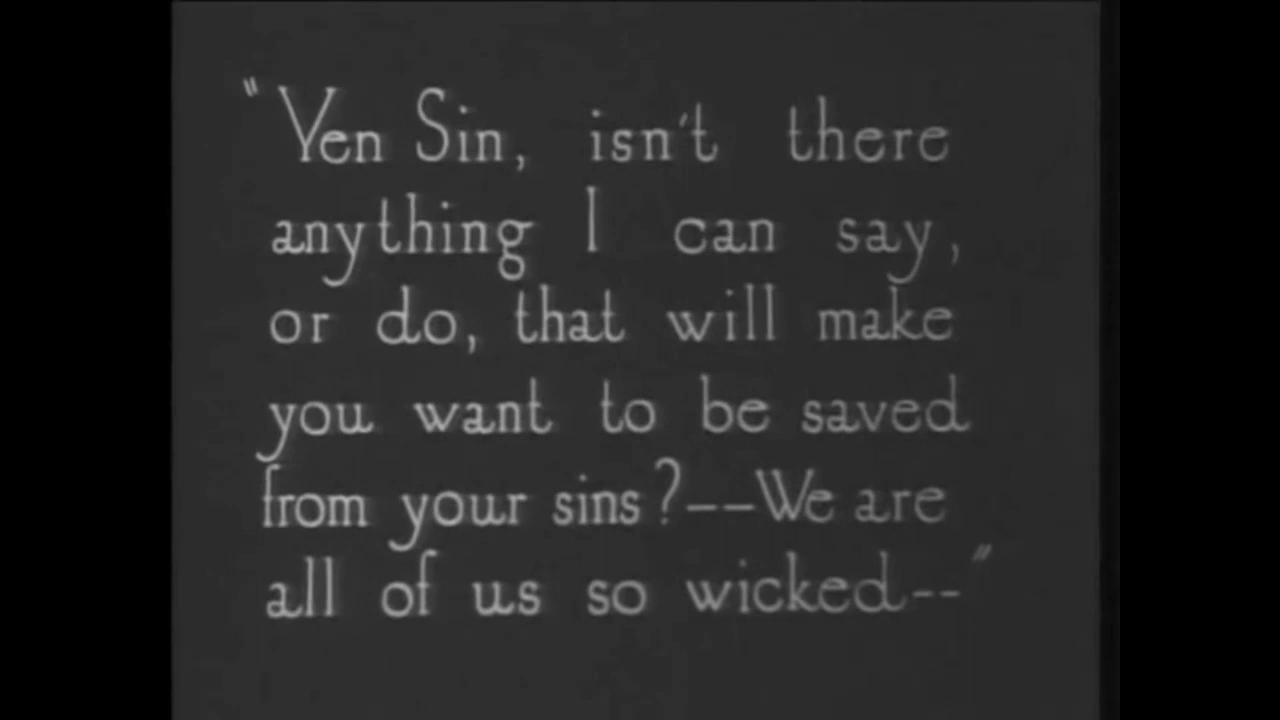 "Yen Sin, isn't there
anything I can say,
or do, that will make
you want to be saved
from your sins?--We are
all of us so wicked--"